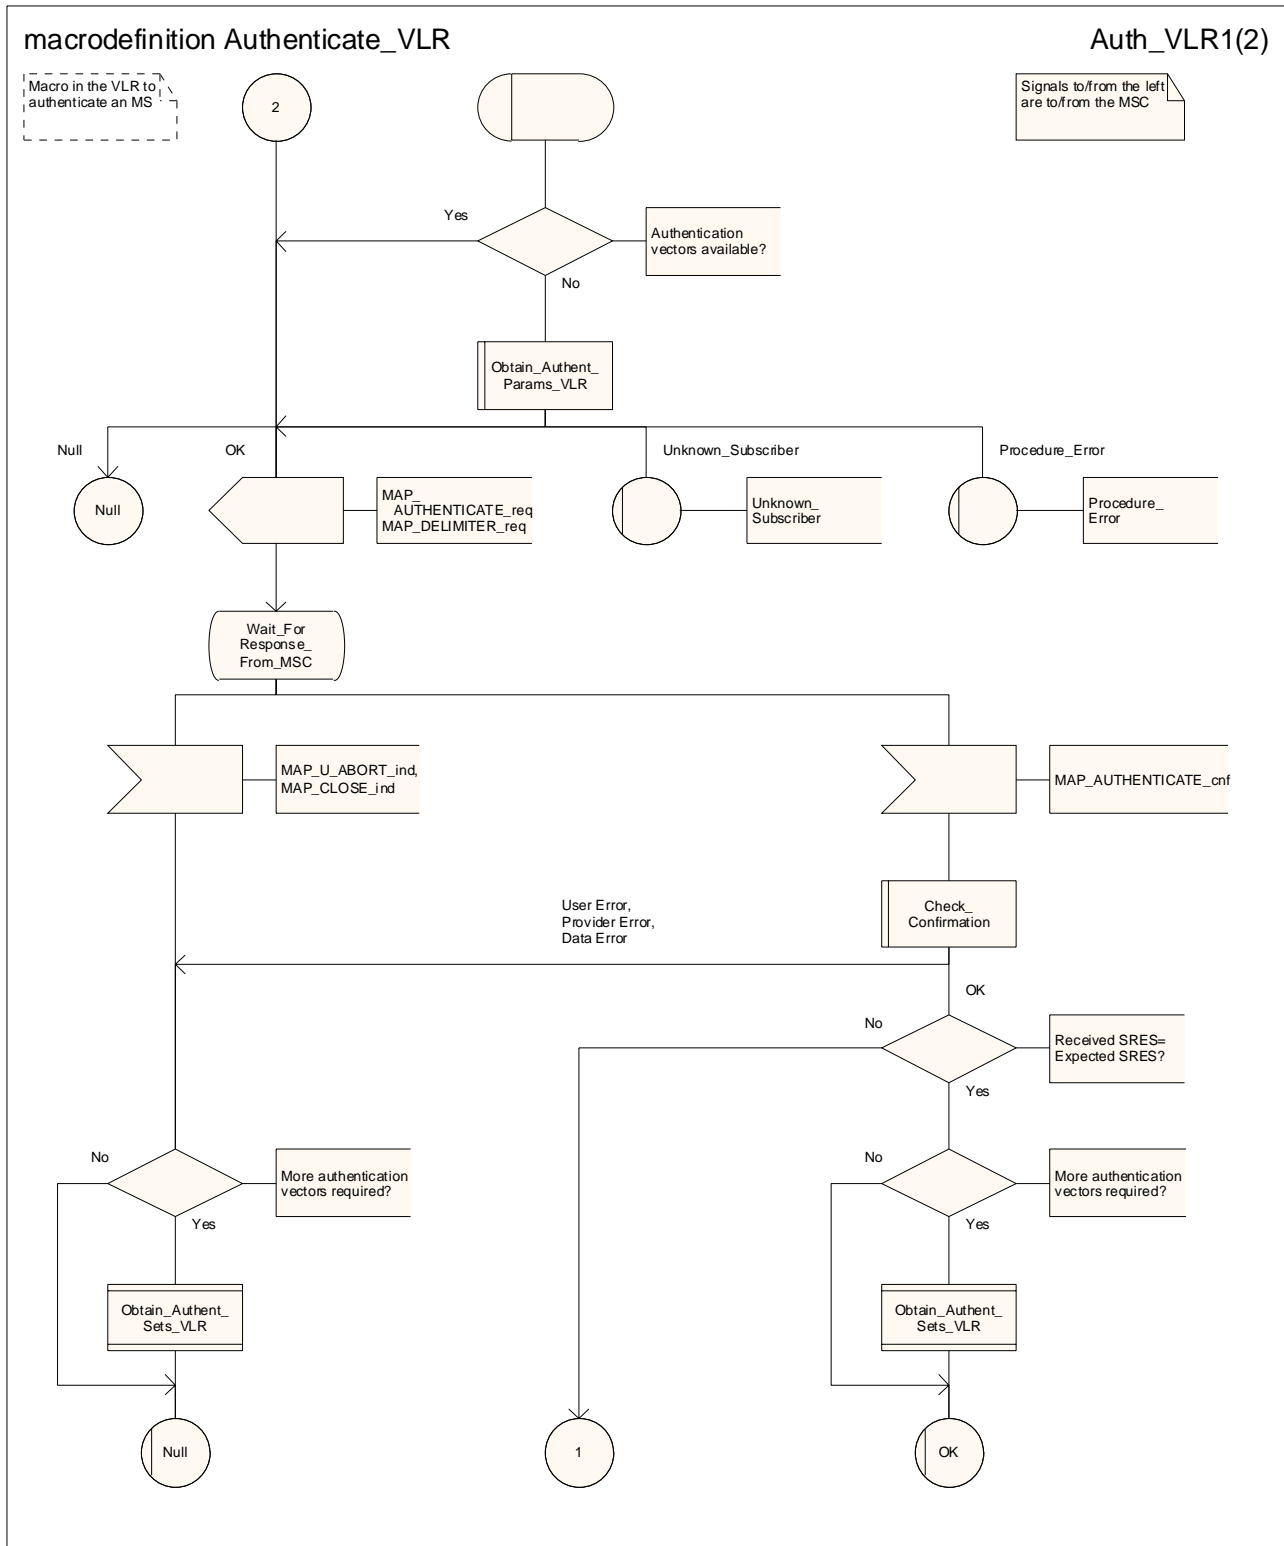 macrodefinition Authenticate_VLR
Auth_VLR1(2)
Macro in the VLR to
authenticate an MS
2
Signals to/from the left
are to/from the MSC
Yes
Authentication
vectors available?
No
Obtain_Authent_
Params_VLR
Null
OK
Unknown_Subscriber
Procedure_Error
Null
MAP_
AUTHENTICATE_req
MAP_DELIMITER_req
Unknown_
Subscriber
Procedure_
Error
Wait_For
Response_
From_MSC
MAP_U_ABORT_ind,
MAP_CLOSE_ind
MAP_AUTHENTICATE_cnf
User Error,
Provider Error,
Data Error
Check_
Confirmation
OK
No
Received SRES=
Expected SRES?
Yes
No
More authentication
vectors required?
Yes
No
More authentication
vectors required?
Yes
Obtain_Authent_
Sets_VLR
Obtain_Authent_
Sets_VLR
Null
1
OK